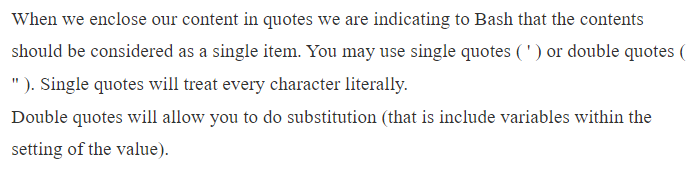 When we enclose our content in quotes we are indicating to Bash that the contents
should be considered as a single item. You may use single quotes ( ' ) or double quotes (
" ). Single quotes will treat every character literally.
Double quotes will allow you to do substitution (that is include variables within the
setting of the value).